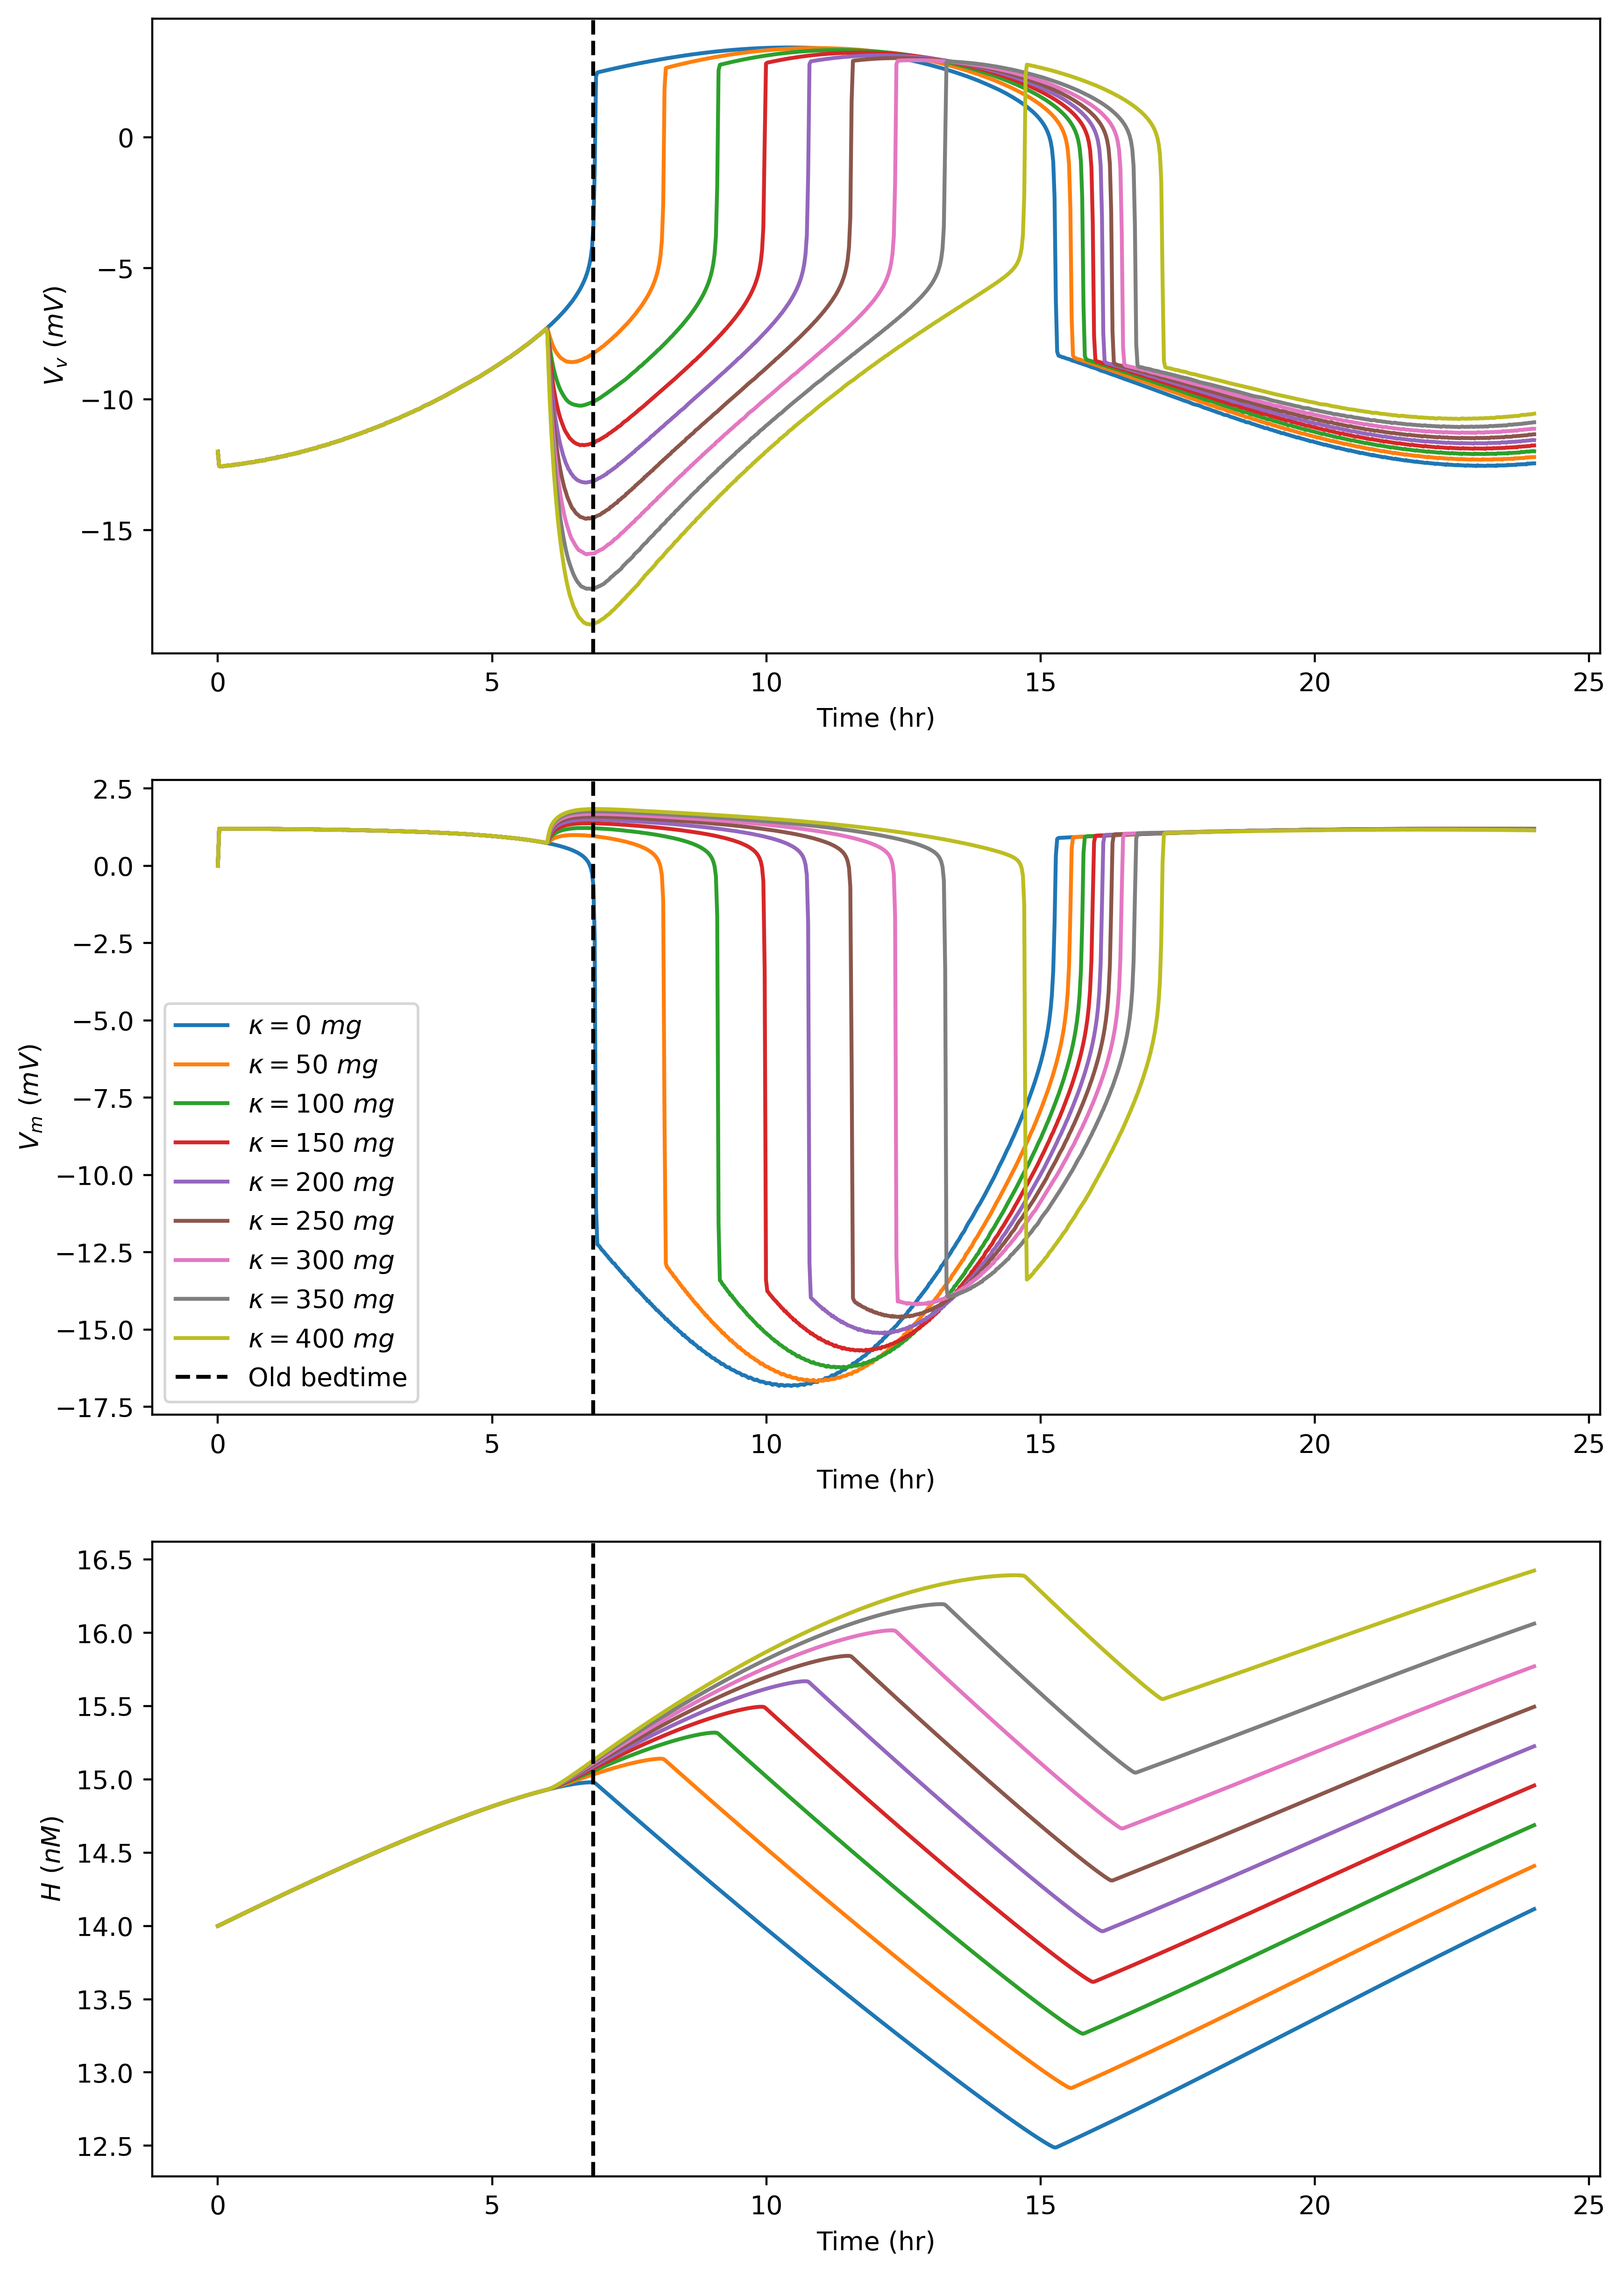 0
−5
−10
−15
V_v (mV)
0 5 10 15 20 25
Time (hr)
2.5
0.0
−2.5
−5.0
−7.5
−10.0
−12.5
−15.0
−17.5
V_m (mV)
κ = 0 mg
κ = 50 mg
κ = 100 mg
κ = 150 mg
κ = 200 mg
κ = 250 mg
κ = 300 mg
κ = 350 mg
κ = 400 mg
Old bedtime
0 5 10 15 20 25
Time (hr)
16.5
16.0
15.5
15.0
14.5
14.0
13.5
13.0
12.5
H (nM)
0 5 10 15 20 25
Time (hr)